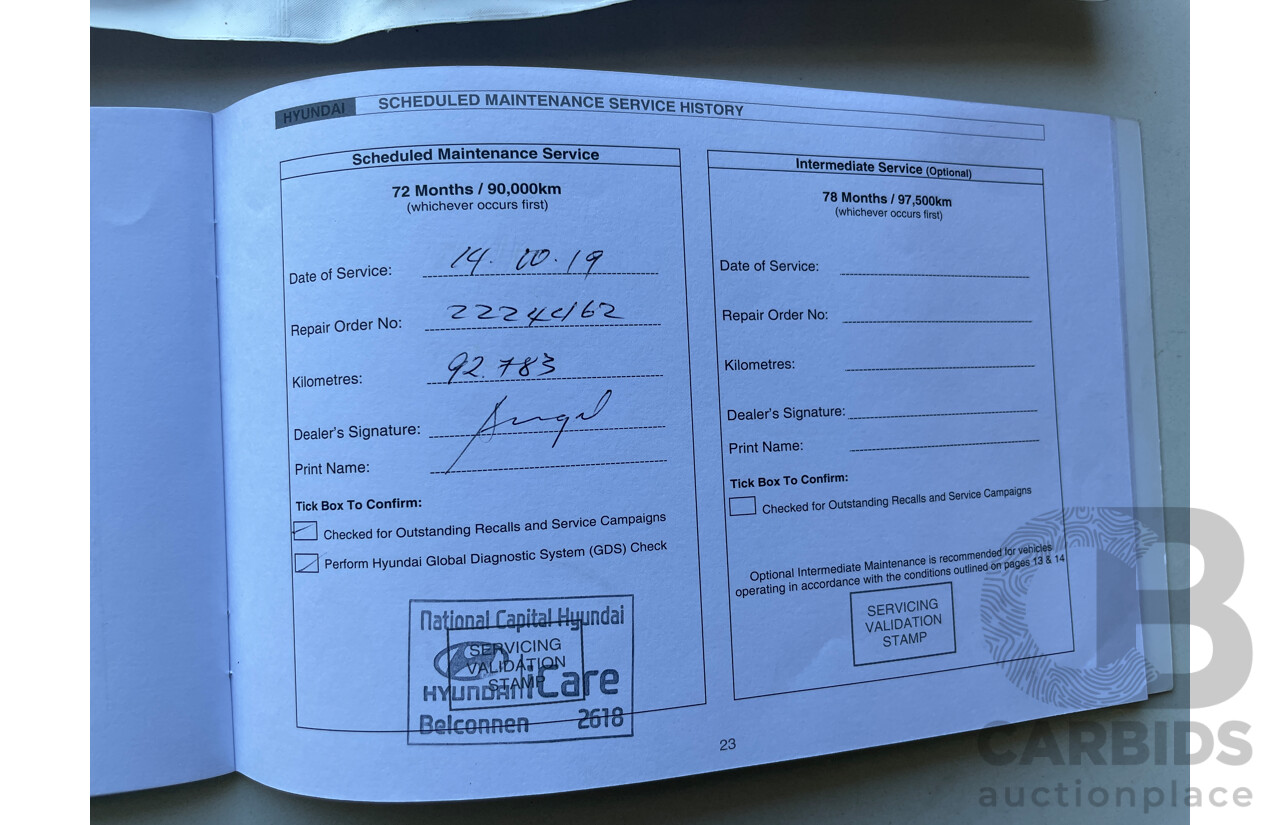 HYUNDAI SCHEDULED MAINTENANCE SERVICE HISTORY
Scheduled Maintenance Service
72 Months / 90,000km
(whichever occurs first)
Date of Service: 14.10.19
Repair Order No:
Kilometres: 92.783
Dealer's Signature:
Print Name:
Tick Box To Confirm:
Checked for Outstanding Recalls and Service Campaigns
Perform Hyundai Global Diagnostic System (GDS) Check
National Capital Hyundai
SERVICING
VALIDATION
STAMP
HYUNDAI iCare
Belconnen 2618
Intermediate Service (Optional)
78 Months / 97,500km
(whichever occurs first)
Date of Service:
Repair Order No:
Kilometres:
Dealer's Signature:
Print Name:
Tick Box To Confirm:
Checked for Outstanding Recalls and Service Campaigns
Optional Intermediate Maintenance is recommended for vehicles
operating in accordance with the conditions outlined on pages 13 & 14
SERVICING
VALIDATION
STAMP
23
CARBIDS
auctionplace